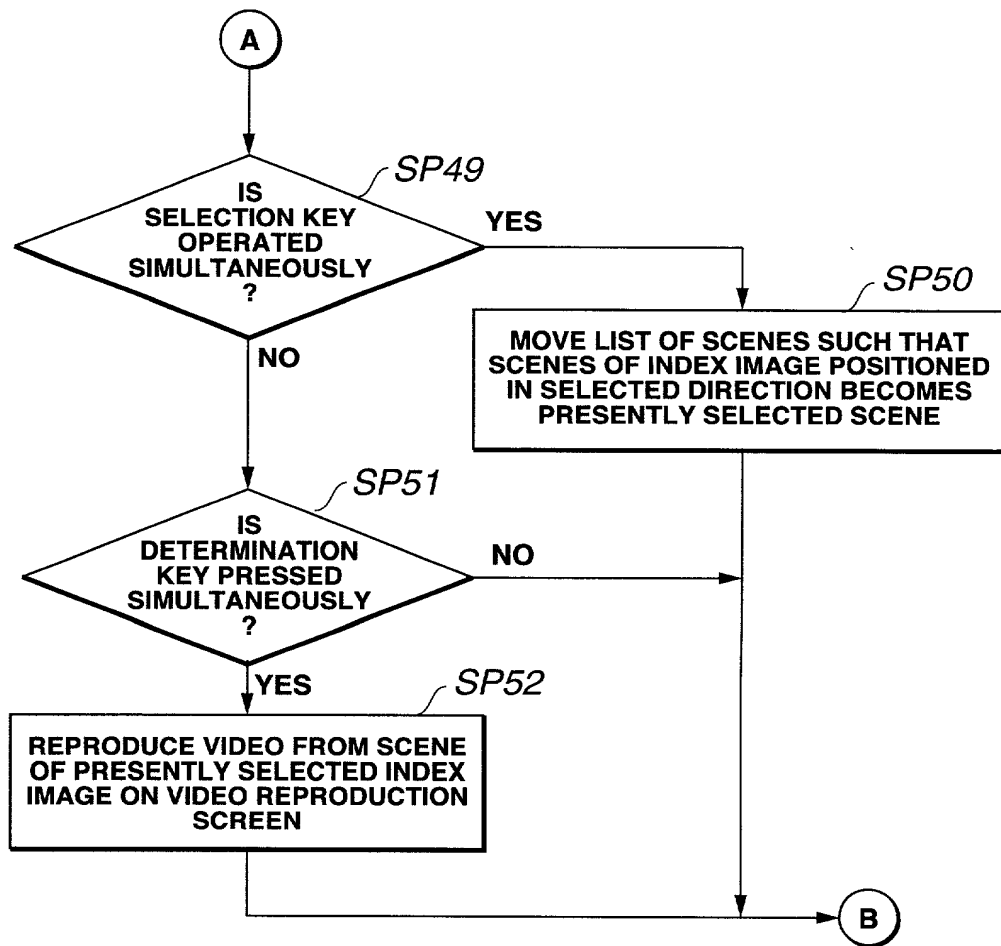 A
SP49
IS
SELECTION KEY
OPERATED
SIMULTANEOUSLY
?
YES
NO
SP50
MOVE LIST OF SCENES SUCH THAT
SCENES OF INDEX IMAGE POSITIONED
IN SELECTED DIRECTION BECOMES
PRESENTLY SELECTED SCENE
SP51
IS
DETERMINATION
KEY PRESSED
SIMULTANEOUSLY
?
NO
YES
SP52
REPRODUCE VIDEO FROM SCENE
OF PRESENTLY SELECTED INDEX
IMAGE ON VIDEO REPRODUCTION
SCREEN
B